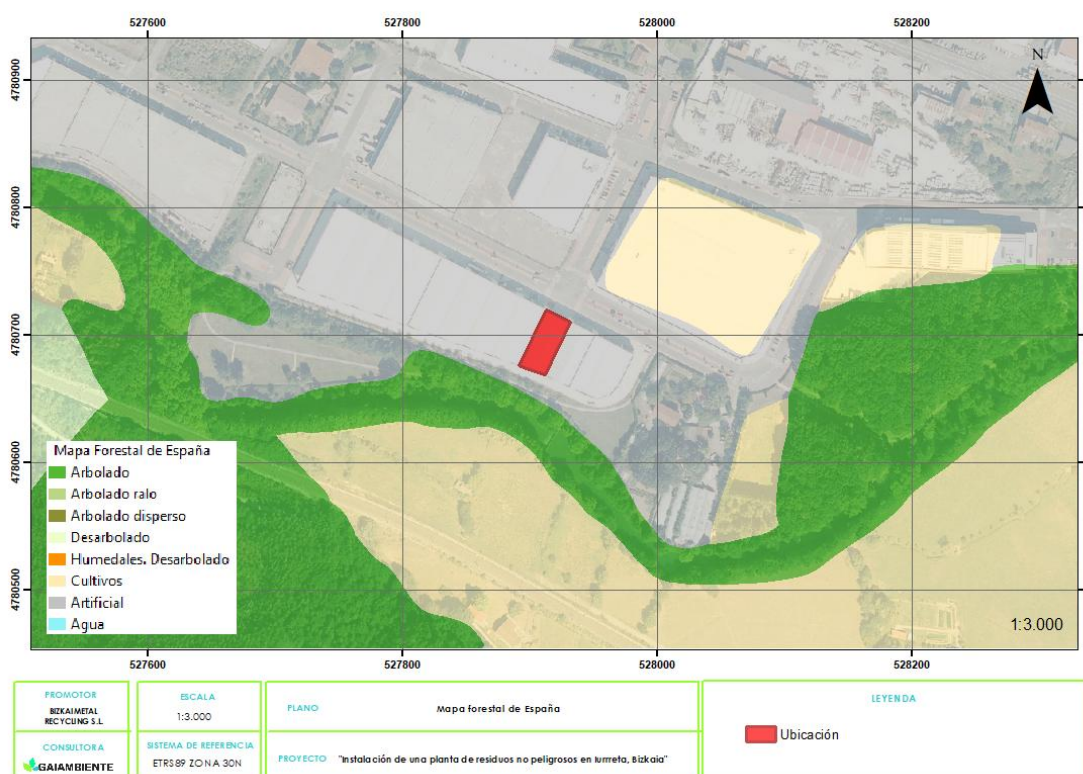 527600 527800 528000 528200
4780900
N
4780800
4780700
4780600
4780500
Mapa Forestal de España
Arbolado
Arbolado ralo
Arbolado disperso
Desarbolado
Humedales. Desarbolado
Cultivos
Artificial
Agua
1:3.000
527600 527800 528000 528200
PROMOTOR
BIZKAIMETAL
RECYCLING S.L
CONSULTORA
GAIAMBIENTE
ESCALA
1:3.000
SISTEMA DE REFERENCIA
ETRS89 ZONA 30N
PLANO Mapa forestal de España
PROYECTO "Instalación de una planta de residuos no peligrosos en Iurreta, Bizkaia"
LEYENDA
Ubicación